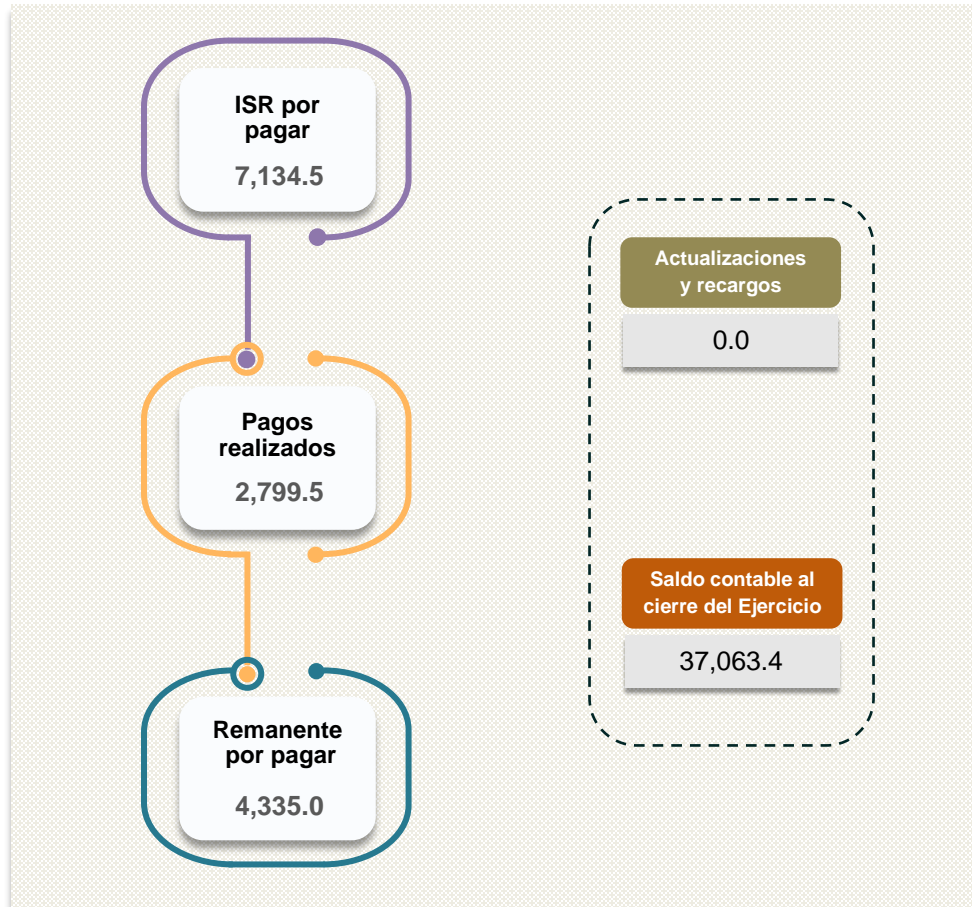 ISR por
pagar
7,134.5
Pagos
realizados
2,799.5
Remanente
por pagar
4,335.0
Actualizaciones
y recargos
0.0
Saldo contable al
cierre del Ejercicio
37,063.4